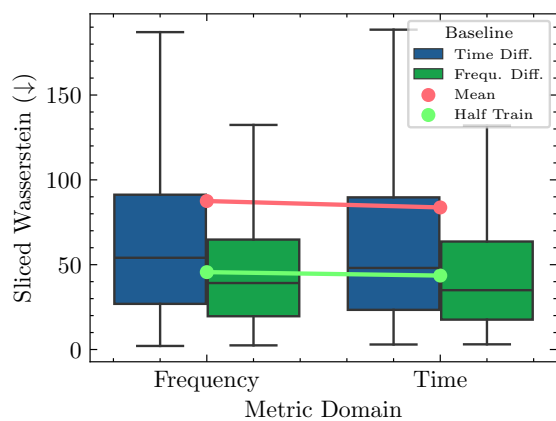 Sliced Wasserstein (↓)
150
100
50
0
Baseline
Time Diff.
Frequ. Diff.
Mean
Half Train
Frequency
Time
Metric Domain